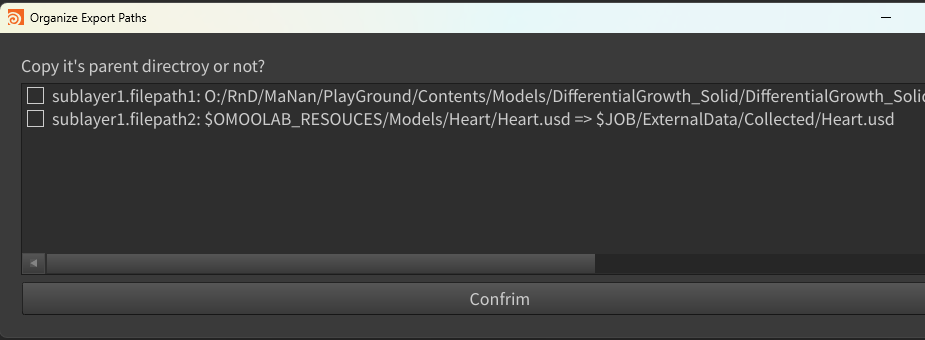 Organize Export Paths
Copy it's parent directroy or not?
sublayer1.filepath1: O:/RnD/MaNan/PlayGround/Contents/Models/DifferentialGrowth_Solid/DifferentialGrowth_Solid
sublayer1.filepath2: $OMOOLAB_RESOUCES/Models/Heart/Heart.usd => $JOB/ExternalData/Collected/Heart.usd
Confrim